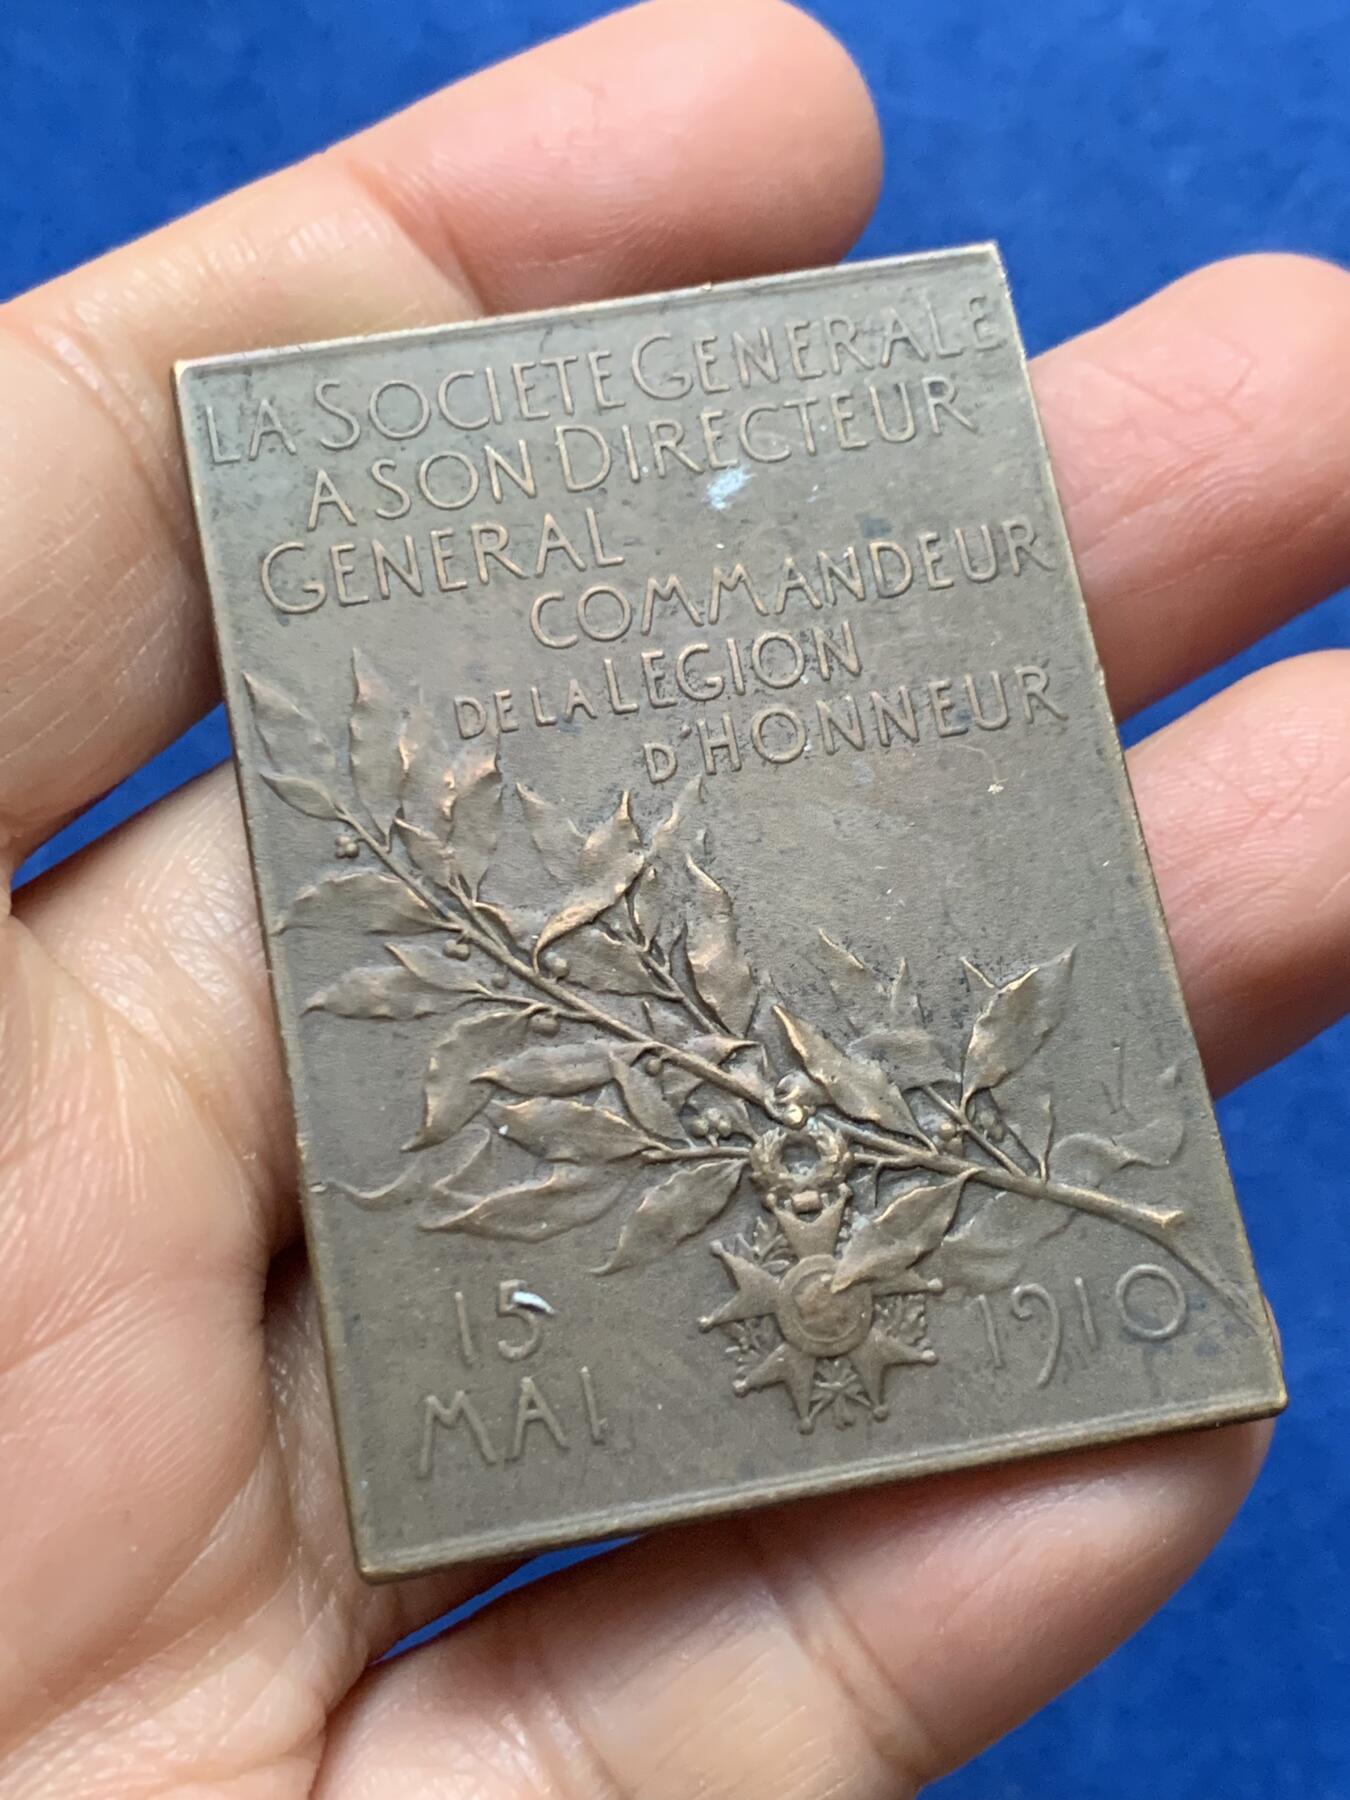 LA SOCIETE GENERALE
A SON DIRECTEUR
GENERAL
COMMANDEUR
DE LA LEGION
D'HONNEUR
15
MAI
1910